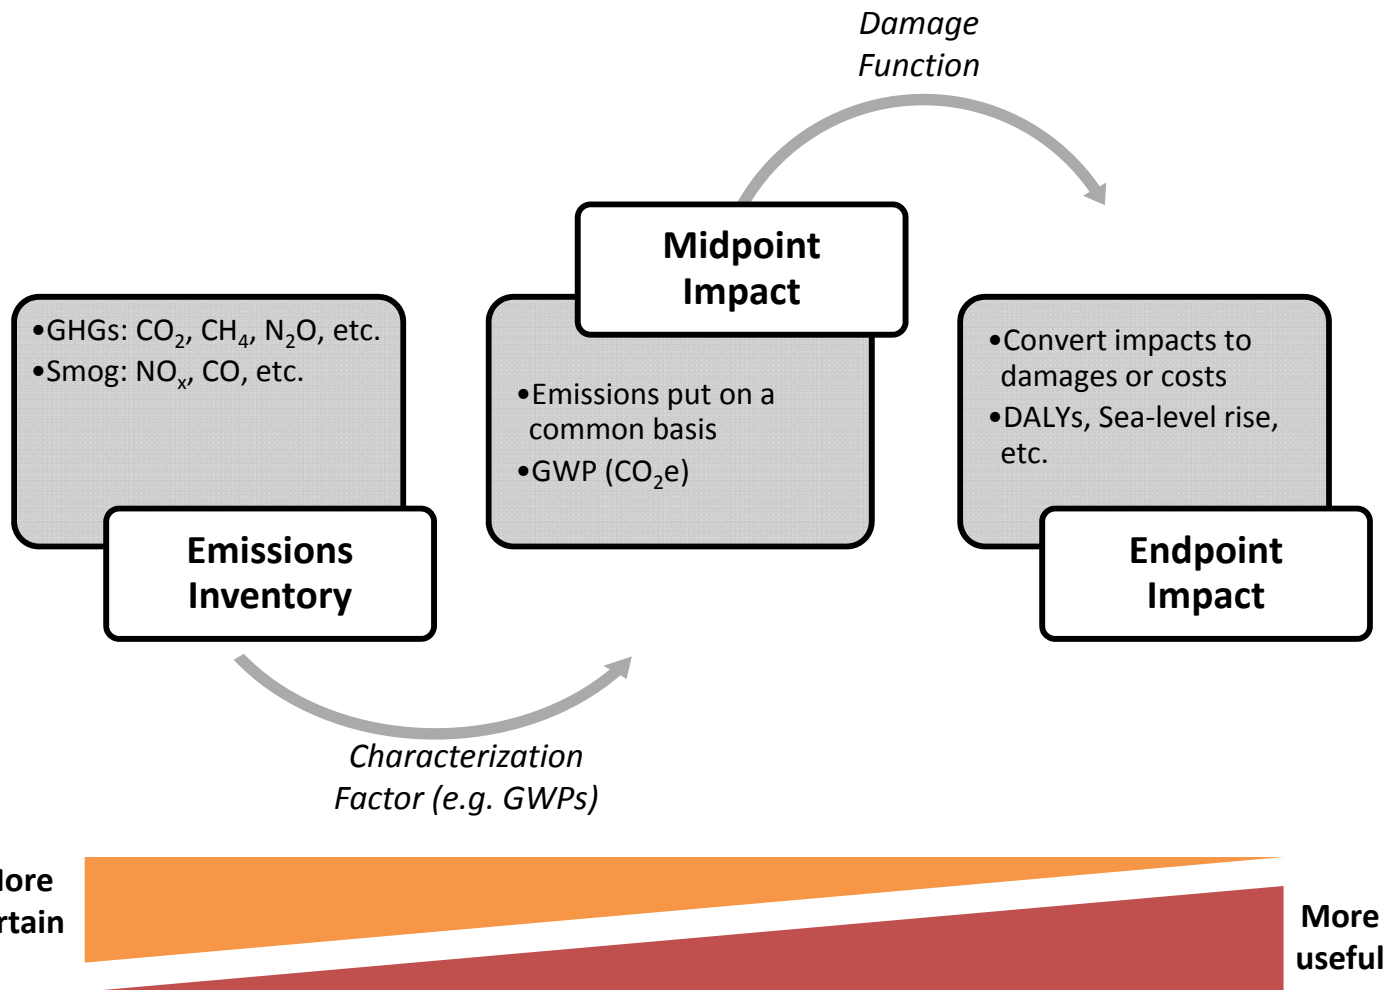 Damage
Function
Midpoint
Impact
•GHGs: CO₂, CH₄, N₂O, etc.
•Smog: NOₓ, CO, etc.
Emissions
Inventory
•Emissions put on a
common basis
•GWP (CO₂e)
•Convert impacts to
damages or costs
•DALYs, Sea-level rise,
etc.
Endpoint
Impact
Characterization
Factor (e.g. GWPs)
More
useful